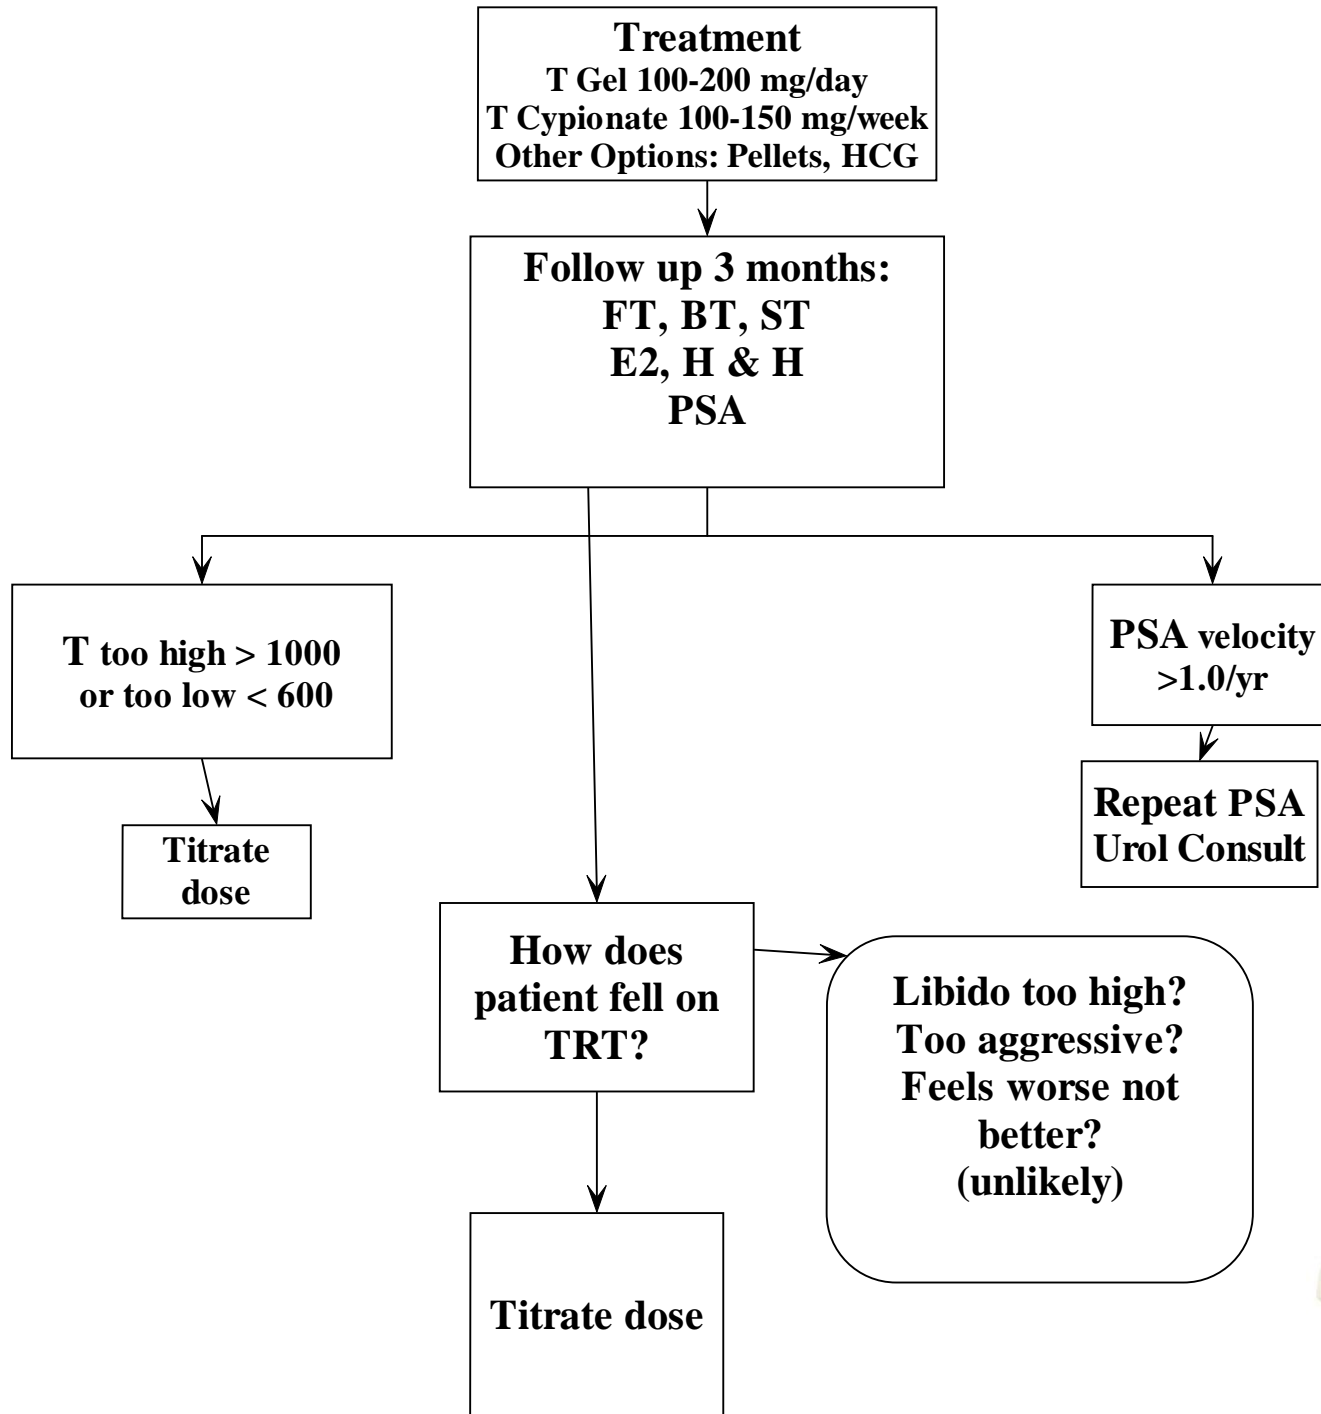 Treatment
T Gel 100-200 mg/day
T Cypionate 100-150 mg/week
Other Options: Pellets, HCG
Follow up 3 months:
FT, BT, ST
E2, H & H
PSA
T too high > 1000
or too low < 600
Titrate
dose
PSA velocity
>1.0/yr
Repeat PSA
Urol Consult
How does
patient fell on
TRT?
Libido too high?
Too aggressive?
Feels worse not
better?
(unlikely)
Titrate dose